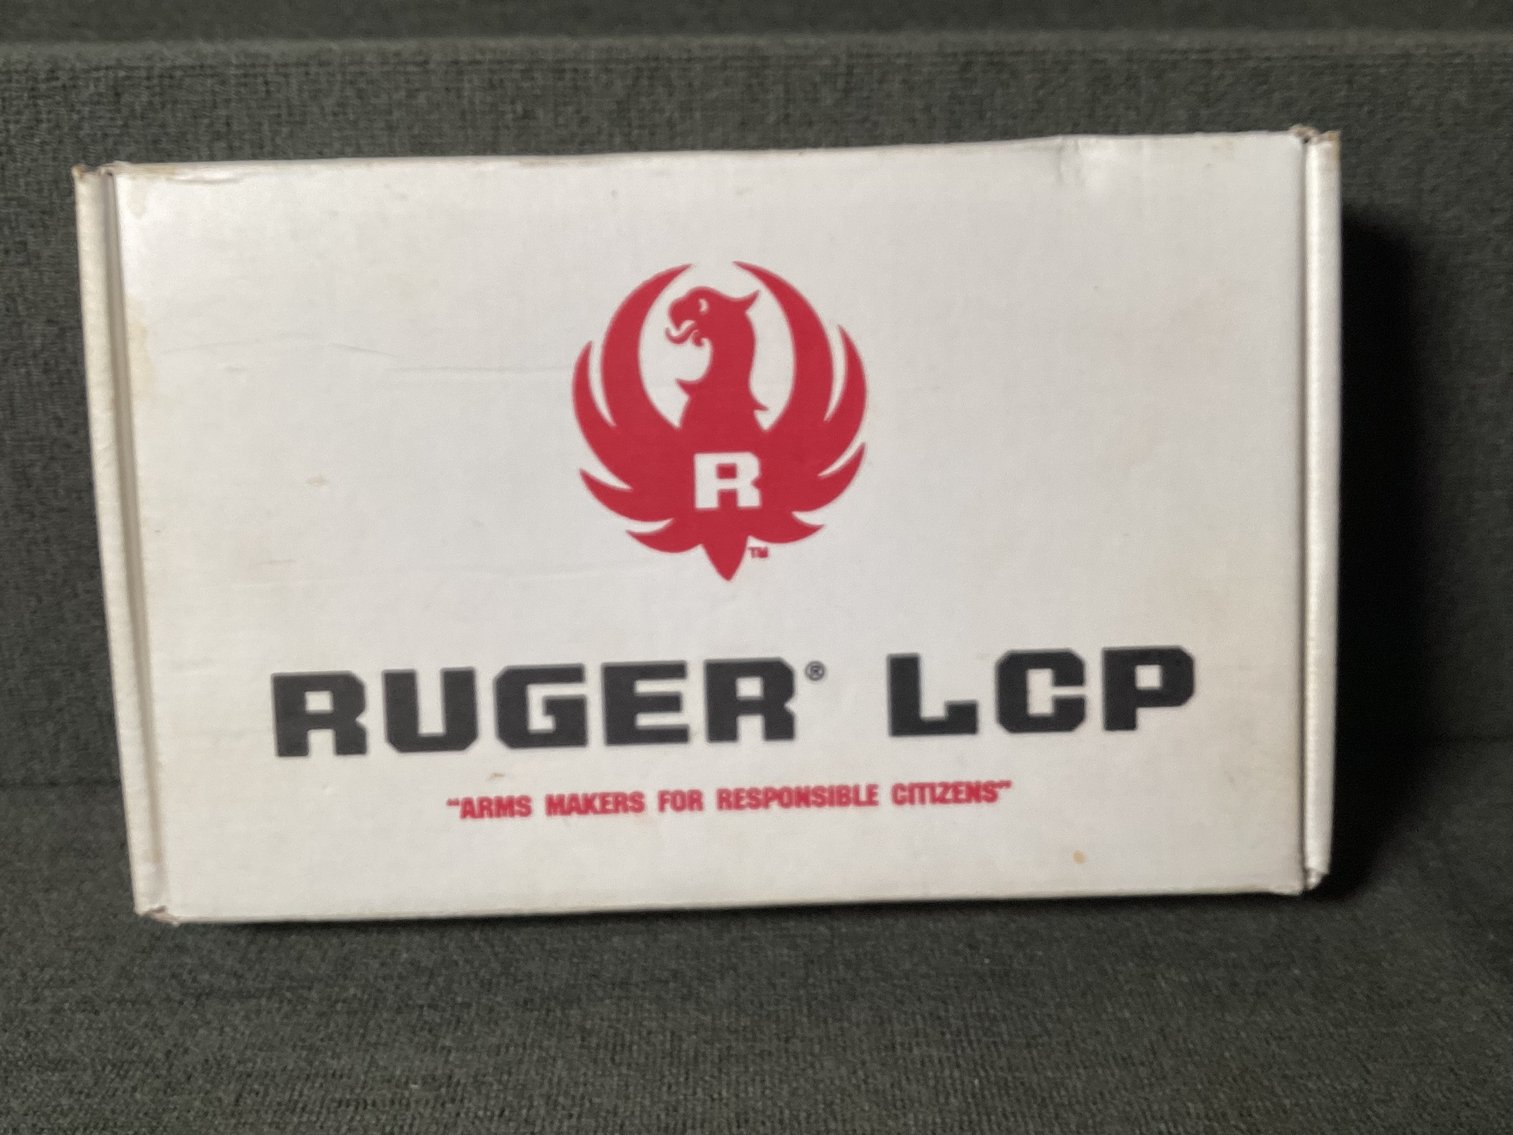 R
TM
RUGER® LCP
"ARMS MAKERS FOR RESPONSIBLE CITIZENS"